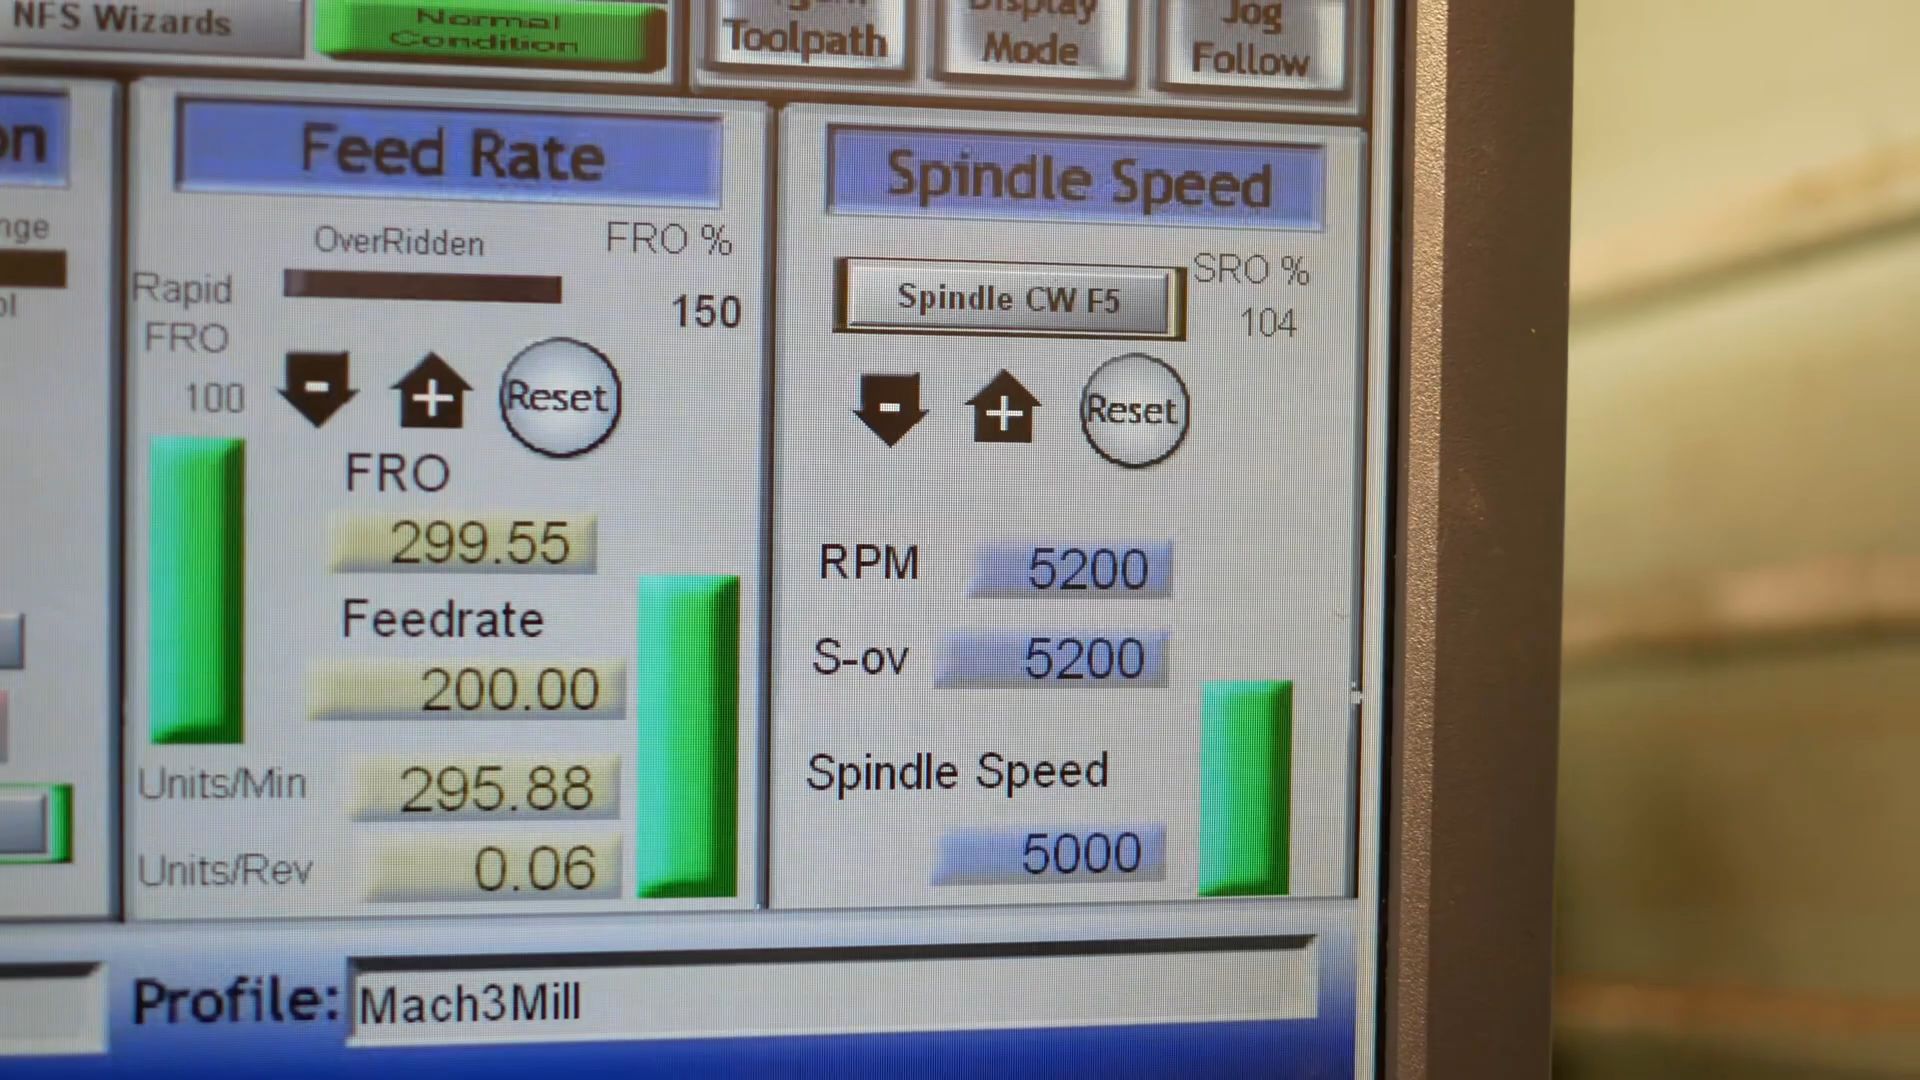 NFS Wizards
Normal
Condition
Toolpath
Display
Mode
Jog
Follow
on
Feed Rate
OverRidden
FRO %
150
Rapid
FRO
100
-
+
Reset
FRO
299.55
Feedrate
200.00
Units/Min
295.88
Units/Rev
0.06
Spindle Speed
Spindle CW F5
SRO %
104
-
+
Reset
RPM 5200
S-ov 5200
Spindle Speed
5000
Profile: Mach3Mill